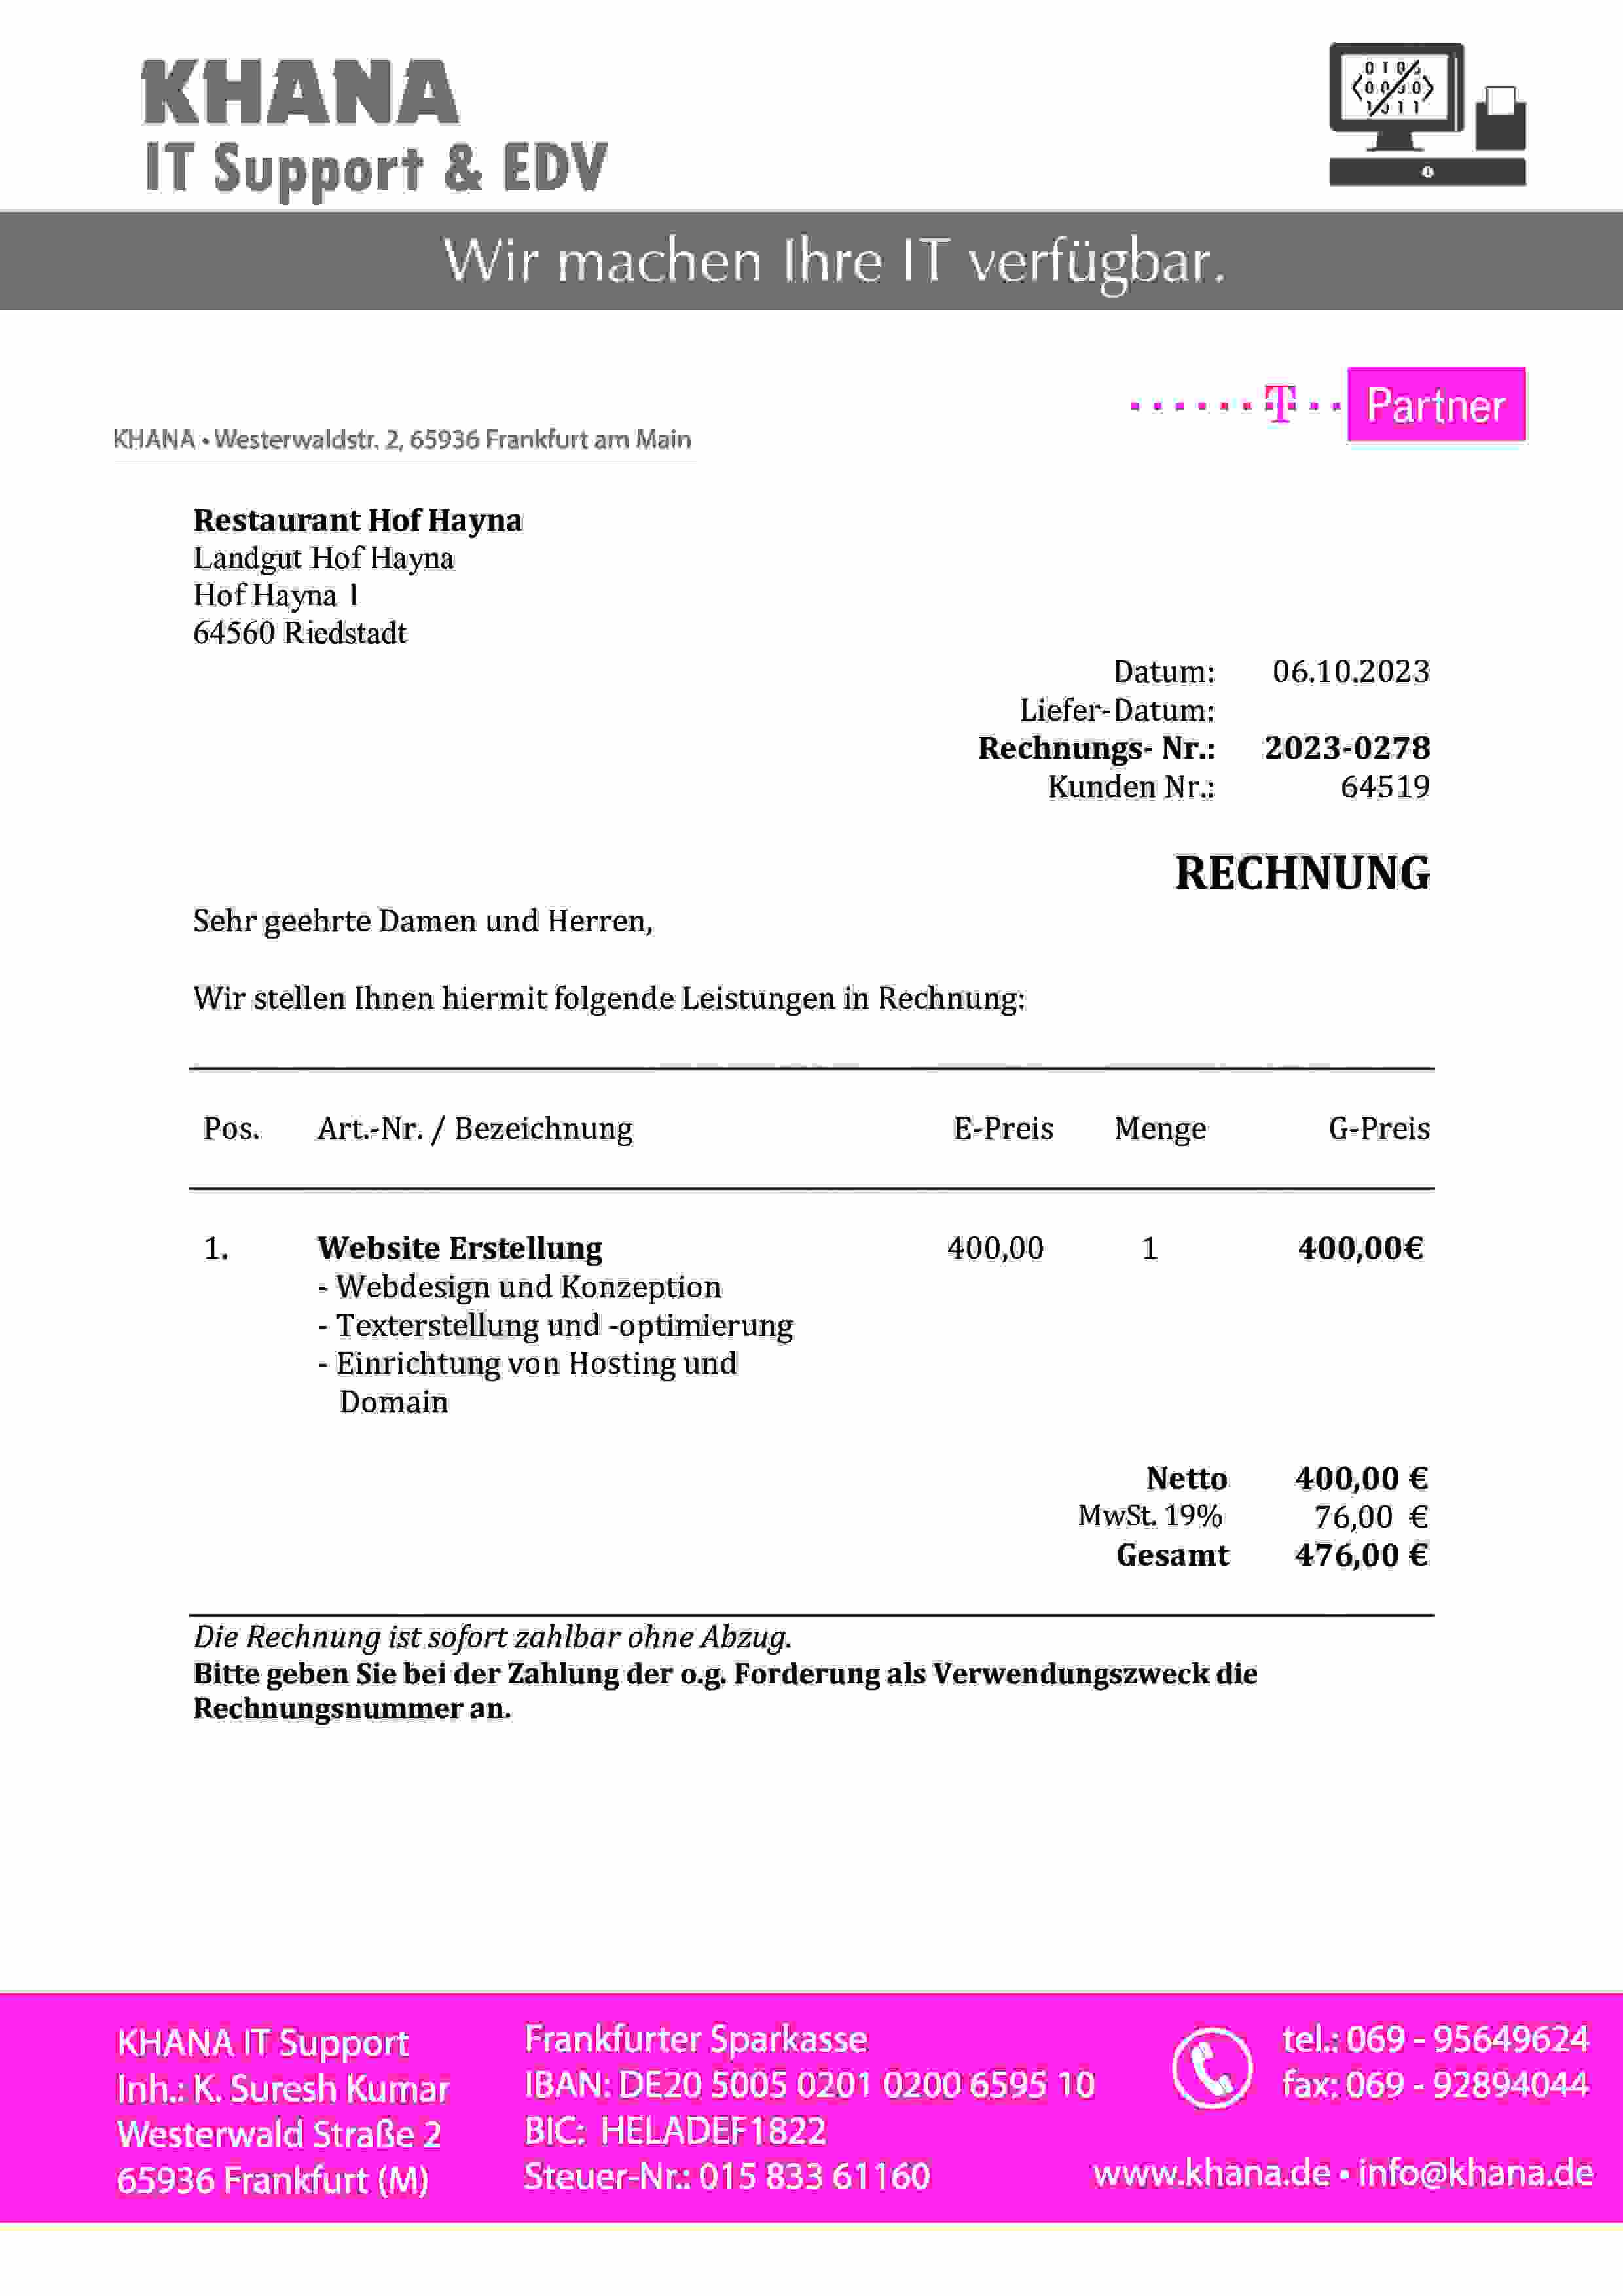 KHANA
IT Support & EDV
Wir machen Ihre IT verfügbar.
T Partner
KHANA • Westerwaldstr. 2, 65936 Frankfurt am Main
Restaurant Hof Hayna
Landgut Hof Hayna
Hof Hayna 1
64560 Riedstadt
Datum: 06.10.2023
Liefer-Datum:
Rechnungs- Nr.: 2023-0278
Kunden Nr.: 64519
RECHNUNG
Sehr geehrte Damen und Herren,
Wir stellen Ihnen hiermit folgende Leistungen in Rechnung:
Pos. Art.-Nr. / Bezeichnung E-Preis Menge G-Preis
1. Website Erstellung 400,00 1 400,00€
- Webdesign und Konzeption
- Texterstellung und -optimierung
- Einrichtung von Hosting und
Domain
Netto 400,00 €
MwSt. 19% 76,00 €
Gesamt 476,00 €
Die Rechnung ist sofort zahlbar ohne Abzug.
Bitte geben Sie bei der Zahlung der o.g. Forderung als Verwendungszweck die
Rechnungsnummer an.
KHANA IT Support
Inh.: K. Suresh Kumar
Westerwald Straße 2
65936 Frankfurt (M)
Frankfurter Sparkasse
IBAN: DE20 5005 0201 0200 6595 10
BIC: HELADEF1822
Steuer-Nr.: 015 833 61160
tel.: 069 - 95649624
fax: 069 - 92894044
www.khana.de • info@khana.de